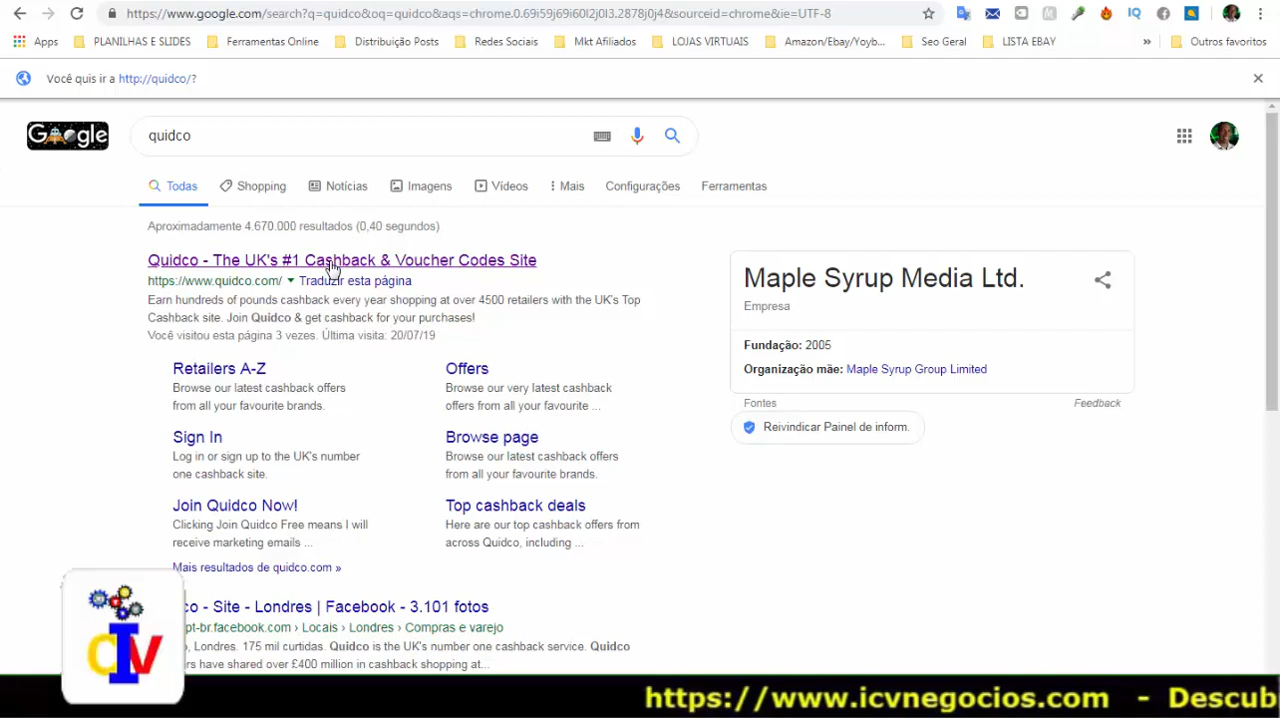 https://www.google.com/search?q=quidco&oq=quidco&aqs=chrome.0.69i59j69i60l2j0l3.2878j0j4&sourceid=chrome&ie=UTF-8
Apps PLANILHAS E SLIDES Ferramentas Online Distribuição Posts Redes Sociais Mkt Afiliados LOJAS VIRTUAIS Amazon/Ebay/Yoyb... Seo Geral LISTA EBAY » Outros favoritos
Você quis ir a http://quidco/?
Google
quidco
Todas Shopping Notícias Imagens Vídeos Mais Configurações Ferramentas
Aproximadamente 4.670.000 resultados (0,40 segundos)
Quidco - The UK's #1 Cashback & Voucher Codes Site
https://www.quidco.com/ Traduzir esta página
Earn hundreds of pounds cashback every year shopping at over 4500 retailers with the UK's Top
Cashback site. Join Quidco & get cashback for your purchases!
Você visitou esta página 3 vezes. Última visita: 20/07/19
Retailers A-Z
Browse our latest cashback offers
from all your favourite brands.
Offers
Browse our very latest cashback
offers from all your favourite ...
Sign In
Log in or sign up to the UK's number
one cashback site.
Browse page
Browse our latest cashback offers
from all your favourite brands.
Join Quidco Now!
Clicking Join Quidco Free means I will
receive marketing emails ...
Top cashback deals
Here are our top cashback offers from
across Quidco, including ...
Mais resultados de quidco.com »
co - Site - Londres | Facebook - 3.101 fotos
pt-br.facebook.com › Locais › Londres › Compras e varejo
, Londres. 175 mil curtidas. Quidco is the UK's number one cashback service. Quidco
ers have shared over £400 million in cashback shopping at...
Maple Syrup Media Ltd.
Empresa
Fundação: 2005
Organização mãe: Maple Syrup Group Limited
Fontes Feedback
Reivindicar Painel de inform.
CIV
https://www.icvnegocios.com - Descub